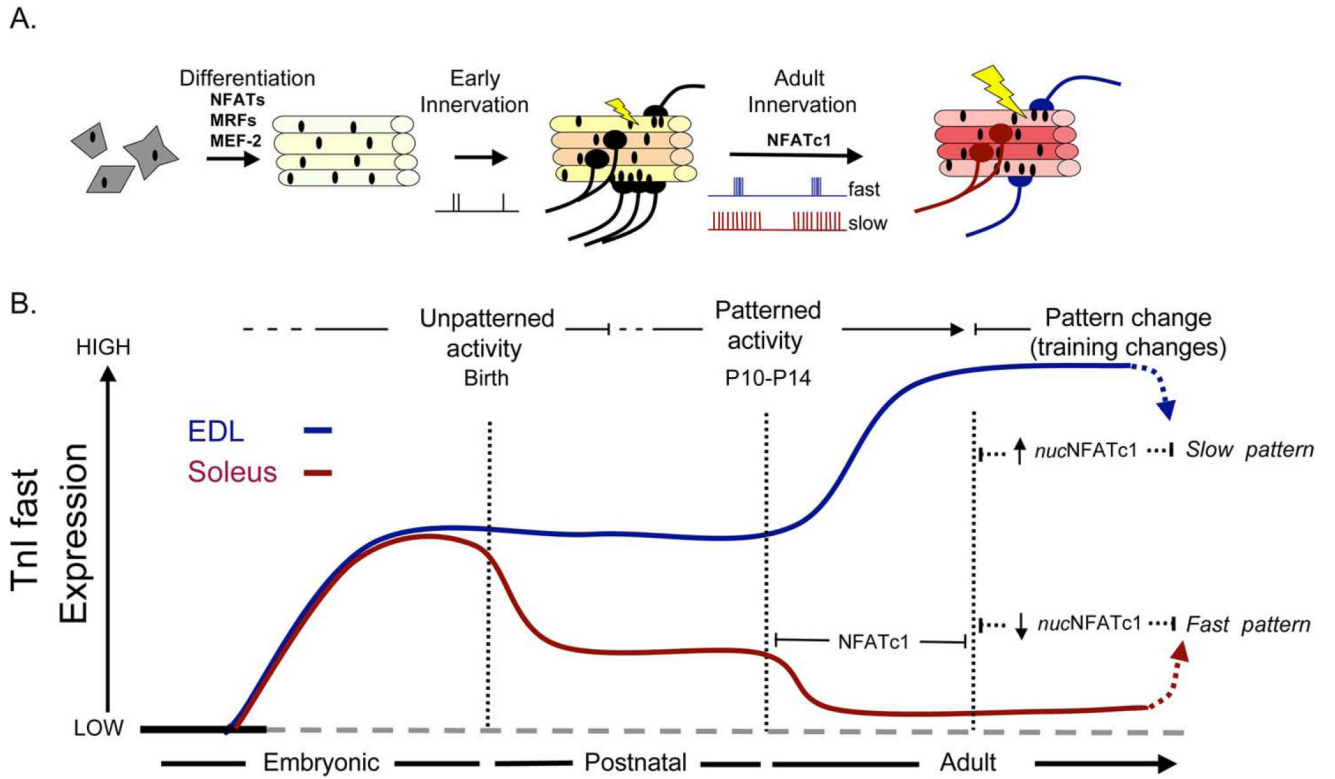 A.
Differentiation
NFATs
MRFs
MEF-2
Early
Innervation
Adult
Innervation
NFATc1
fast
slow
B.
Unpatterned
activity
Birth
Patterned
activity
P10-P14
Pattern change
(training changes)
HIGH
EDL
Soleus
TnI fast
Expression
↑ nucNFATc1
Slow pattern
↓ nucNFATc1
Fast pattern
NFATc1
LOW
Embryonic
Postnatal
Adult